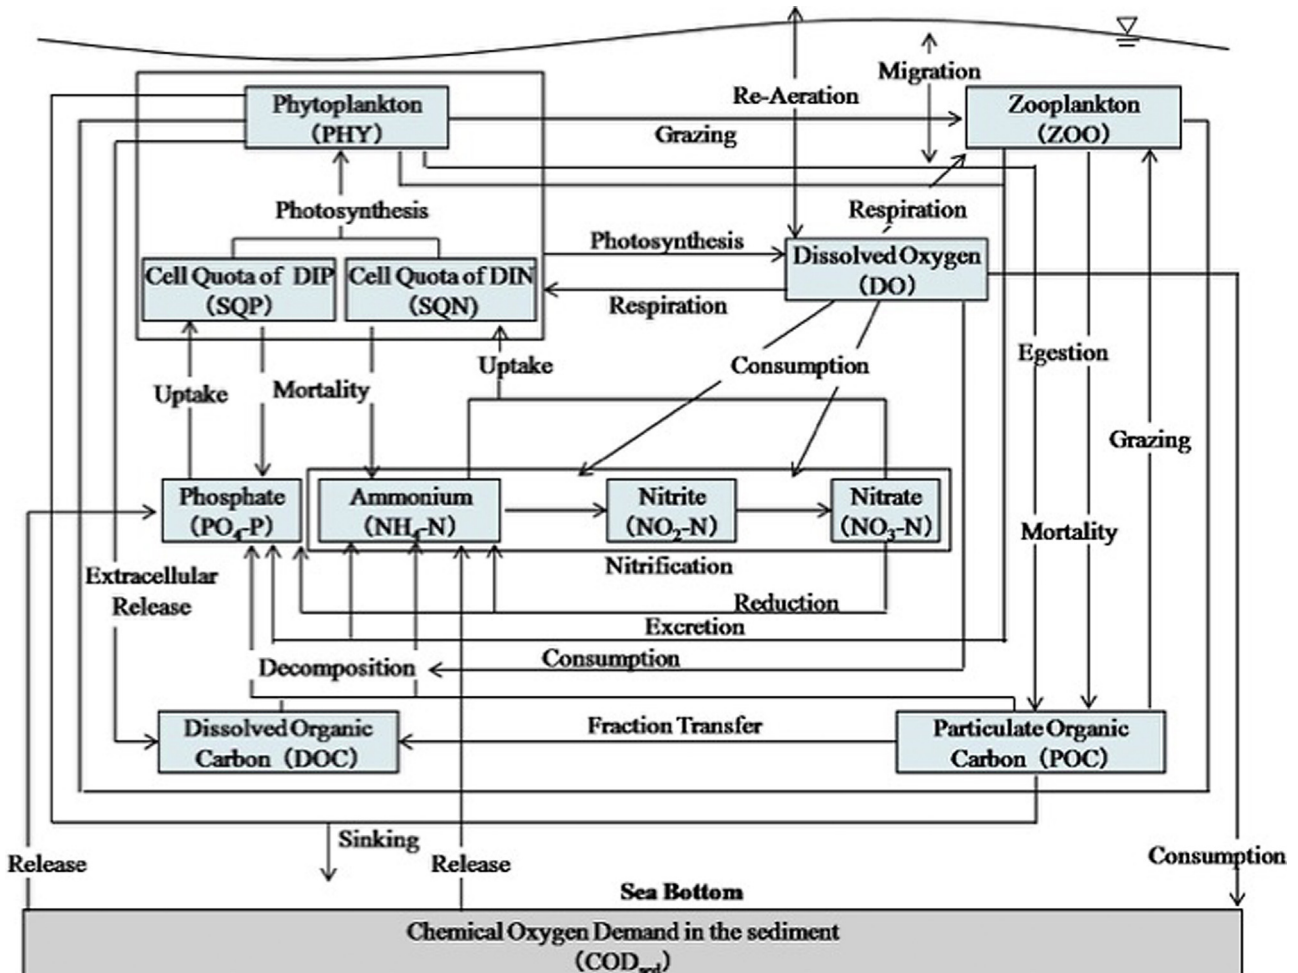 Migration
Re-Aeration
Phytoplankton
(PHY)
Zooplankton
(ZOO)
Grazing
Photosynthesis
Respiration
Photosynthesis
Dissolved Oxygen
(DO)
Cell Quota of DIP
(SQP)
Cell Quota of DIN
(SQN)
Respiration
Uptake
Mortality
Uptake
Consumption
Egestion
Grazing
Phosphate
(PO4-P)
Ammonium
(NH4-N)
Nitrite
(NO2-N)
Nitrate
(NO3-N)
Mortality
Nitrification
Extracellular
Release
Reduction
Excretion
Decomposition
Consumption
Dissolved Organic
Carbon (DOC)
Fraction Transfer
Particulate Organic
Carbon (POC)
Sinking
Release
Release
Consumption
Sea Bottom
Chemical Oxygen Demand in the sediment
(CODsed)